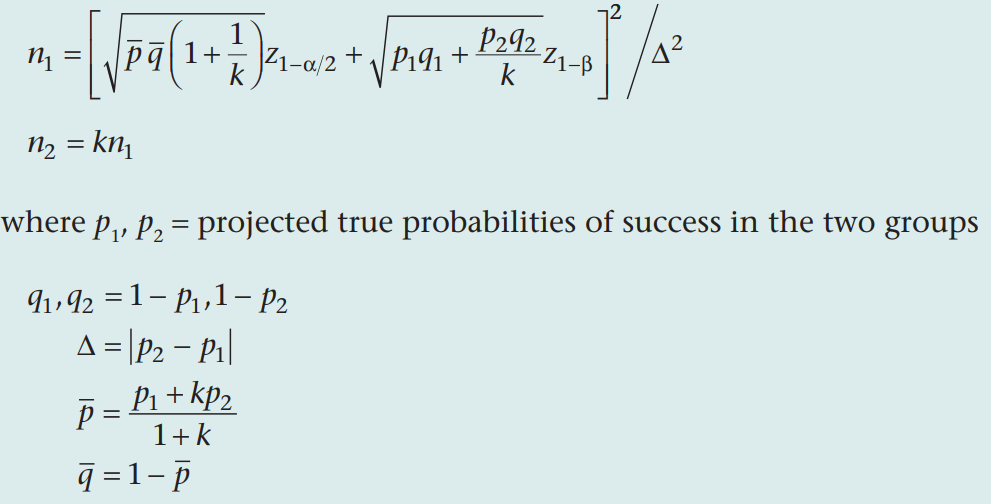 n₁ = [√(p̄ q̄ (1 + 1/k)) z₁₋α/₂ + √(p₁q₁ + p₂q₂/k) z₁₋β]² / Δ²
n₂ = kn₁
where p₁, p₂ = projected true probabilities of success in the two groups
q₁, q₂ = 1 − p₁, 1 − p₂
Δ = |p₂ − p₁|
p̄ = (p₁ + kp₂)/(1 + k)
q̄ = 1 − p̄